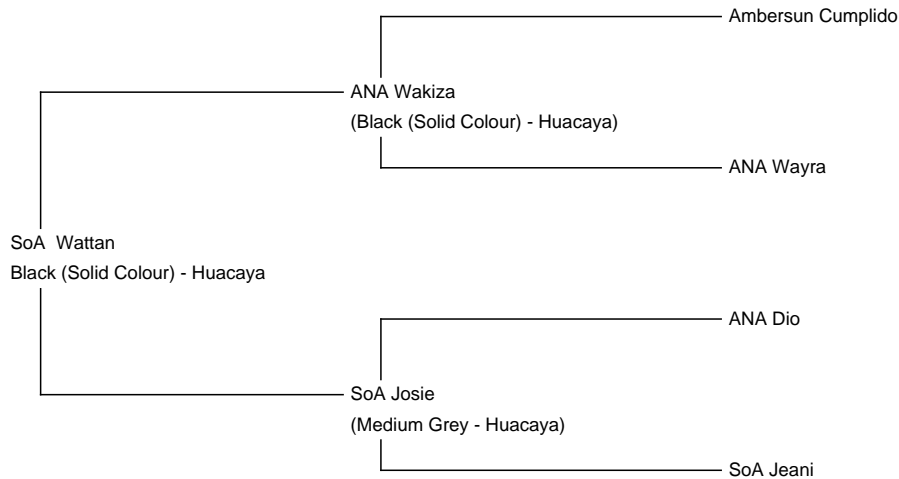 Ambersun Cumplido
ANA Wakiza
(Black (Solid Colour) - Huacaya)
ANA Wayra
SoA  Wattan
Black (Solid Colour) - Huacaya
ANA Dio
SoA Josie
(Medium Grey - Huacaya)
SoA Jeani